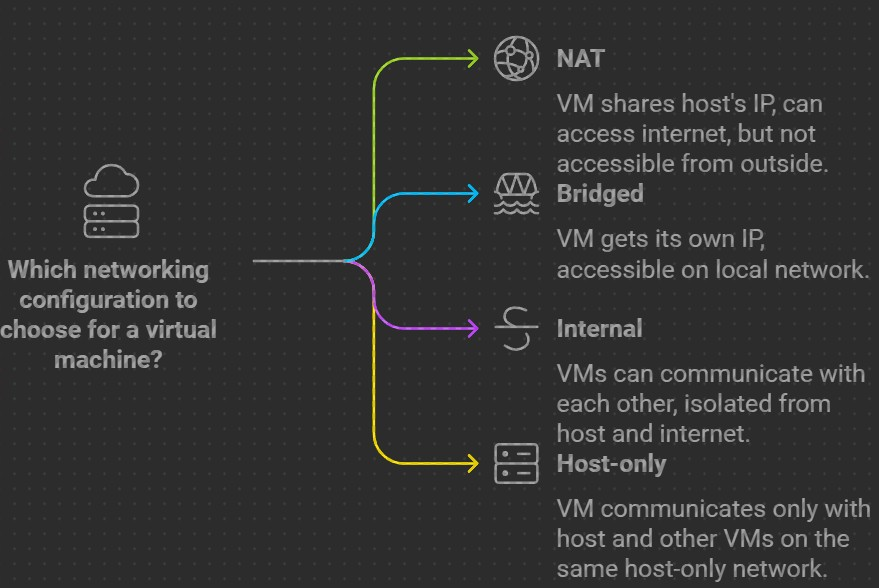 Which networking
configuration to
choose for a virtual
machine?
NAT
VM shares host's IP, can
access internet, but not
accessible from outside.
Bridged
VM gets its own IP,
accessible on local network.
Internal
VMs can communicate with
each other, isolated from
host and internet.
Host-only
VM communicates only with
host and other VMs on the
same host-only network.